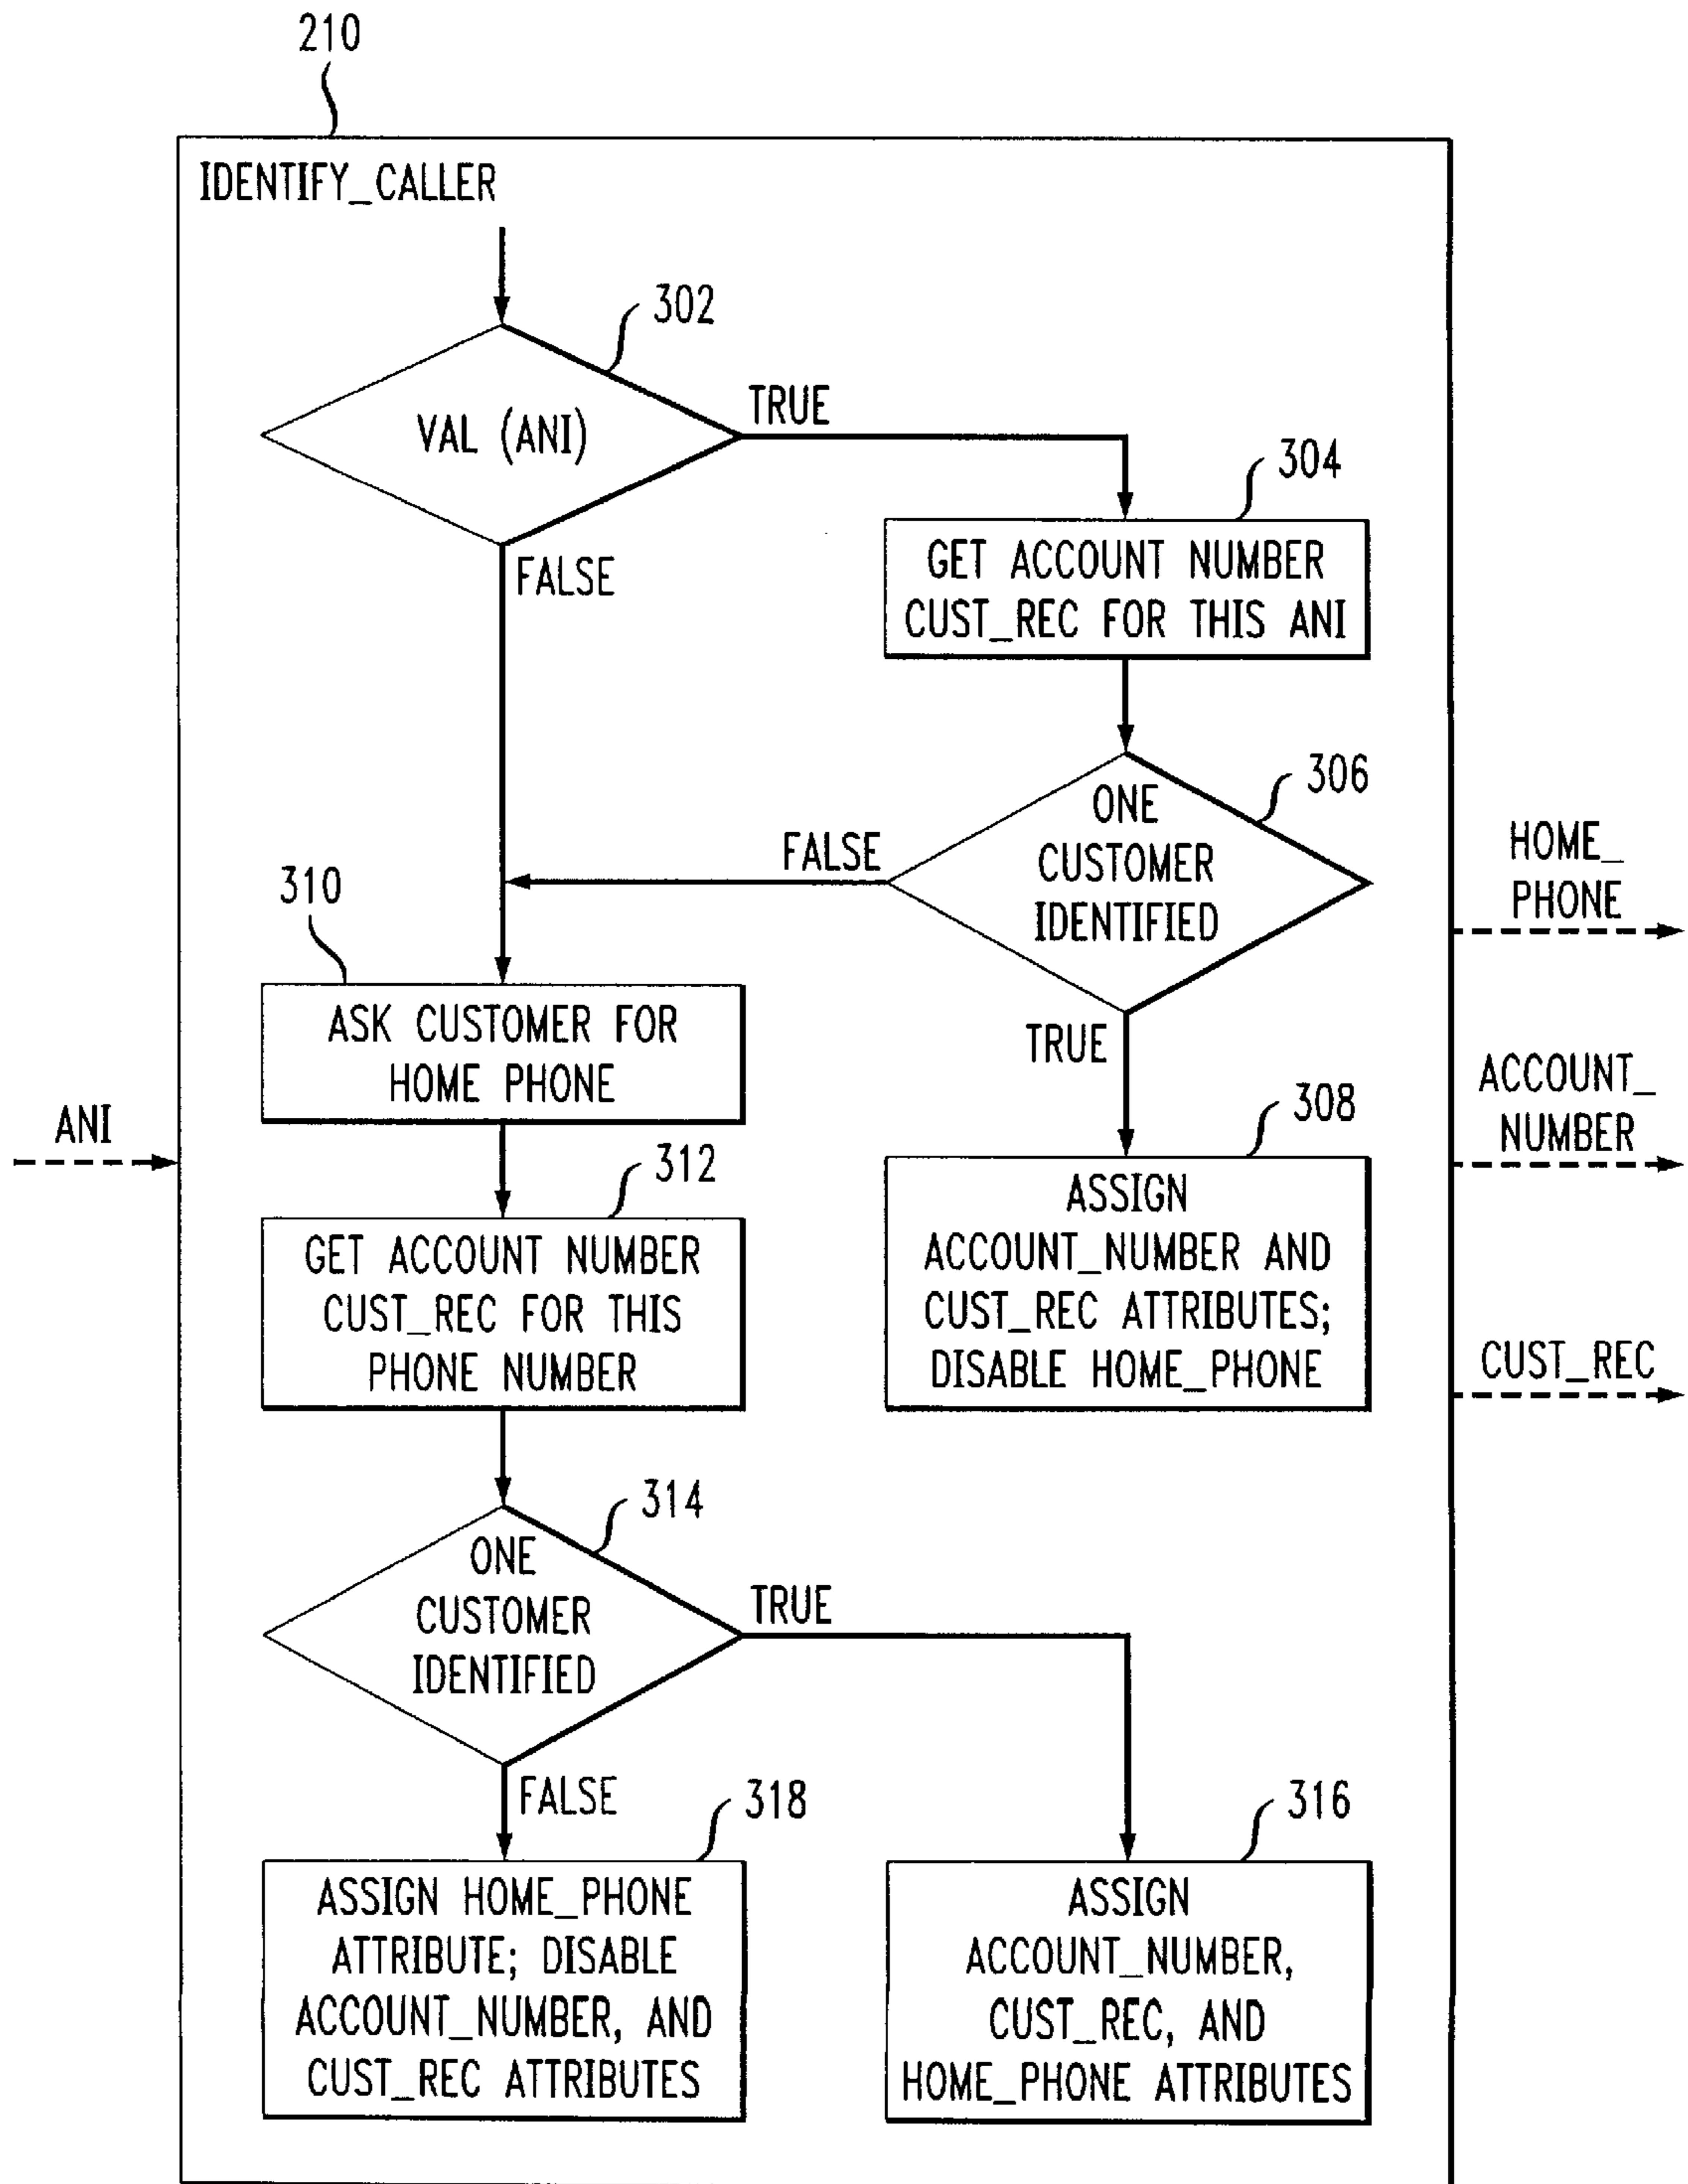 210
IDENTIFY_CALLER
302
VAL (ANI)
TRUE
FALSE
304
GET ACCOUNT NUMBER
CUST_REC FOR THIS ANI
306
ONE
CUSTOMER
IDENTIFIED
FALSE
TRUE
310
ASK CUSTOMER FOR
HOME PHONE
308
ASSIGN
ACCOUNT_NUMBER AND
CUST_REC ATTRIBUTES;
DISABLE HOME_PHONE
312
GET ACCOUNT NUMBER
CUST_REC FOR THIS
PHONE NUMBER
314
ONE
CUSTOMER
IDENTIFIED
TRUE
FALSE
318
ASSIGN HOME_PHONE
ATTRIBUTE; DISABLE
ACCOUNT_NUMBER, AND
CUST_REC ATTRIBUTES
316
ASSIGN
ACCOUNT_NUMBER,
CUST_REC, AND
HOME_PHONE ATTRIBUTES
ANI
HOME_
PHONE
ACCOUNT_
NUMBER
CUST_REC